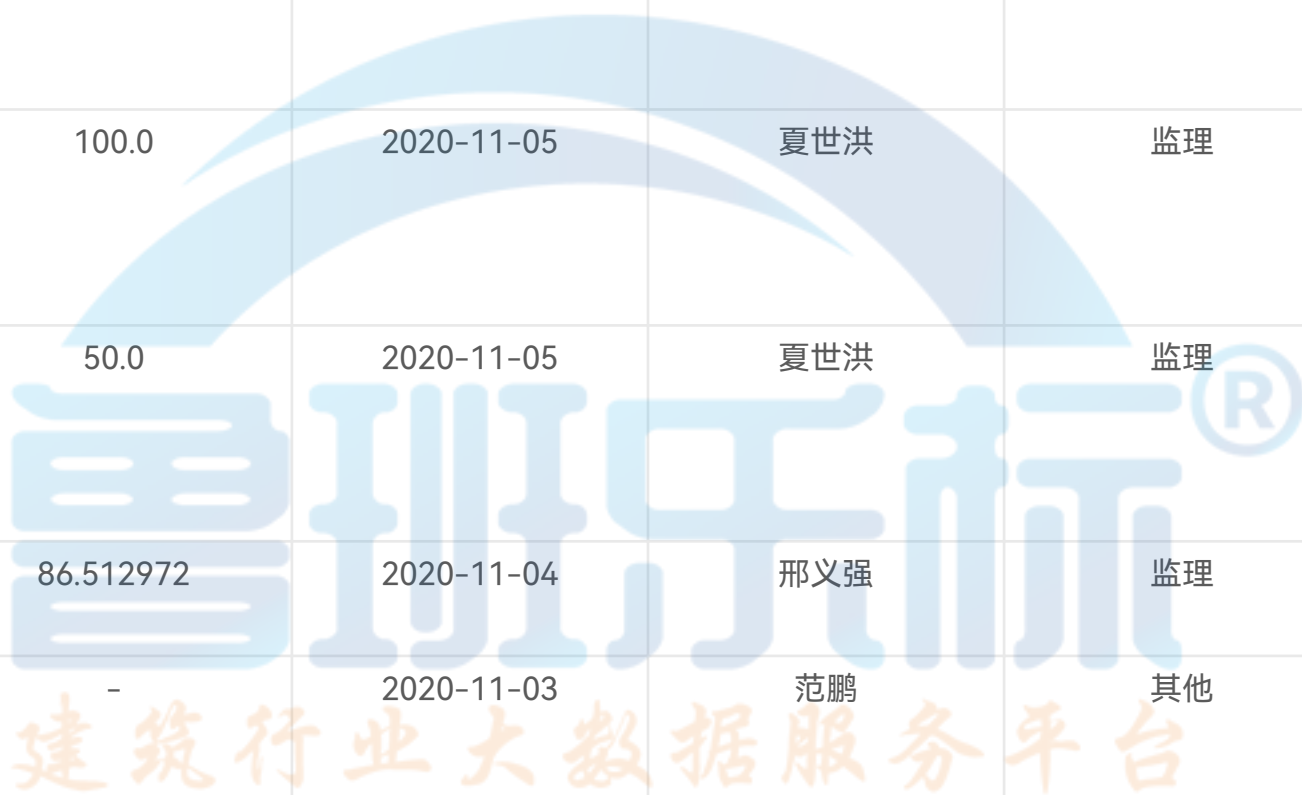 100.0 2020-11-05 夏世洪 监理
50.0 2020-11-05 夏世洪 监理
鲁班乐标®
86.512972 2020-11-04 邢义强 监理
- 2020-11-03 范鹏 其他
建筑行业大数据服务平台